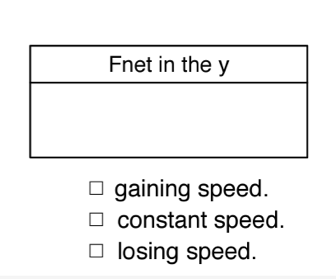 Fnet in the y
gaining speed.
constant speed.
losing speed.